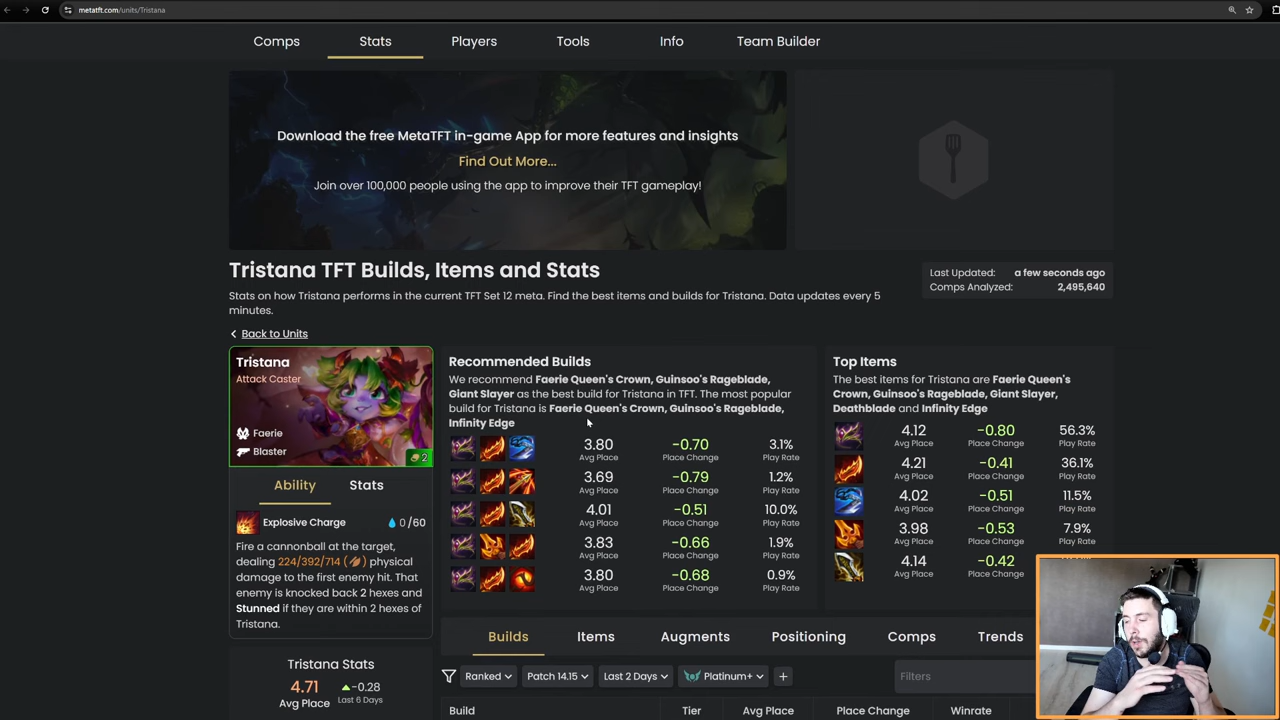 metatft.com/units/Tristana
Comps
Stats
Players
Tools
Info
Team Builder
Download the free MetaTFT in-game App for more features and insights
Find Out More...
Join over 100,000 people using the app to improve their TFT gameplay!
Tristana TFT Builds, Items and Stats
Stats on how Tristana performs in the current TFT Set 12 meta. Find the best items and builds for Tristana. Data updates every 5
minutes.
Last Updated: a few seconds ago
Comps Analyzed: 2,495,640
Back to Units
Tristana
Attack Caster
Faerie
Blaster
2
Ability
Stats
Explosive Charge
0/60
Fire a cannonball at the target,
dealing 224/392/714 ( ) physical
damage to the first enemy hit. That
enemy is knocked back 2 hexes and
Stunned if they are within 2 hexes of
Tristana.
Tristana Stats
4.71
Avg Place
-0.28
Last 6 Days
Recommended Builds
We recommend Faerie Queen's Crown, Guinsoo's Rageblade,
Giant Slayer as the best build for Tristana in TFT. The most popular
build for Tristana is Faerie Queen's Crown, Guinsoo's Rageblade,
Infinity Edge
3.80 -0.70 3.1%
Avg Place Place Change Play Rate
3.69 -0.79 1.2%
Avg Place Place Change Play Rate
4.01 -0.51 10.0%
Avg Place Place Change Play Rate
3.83 -0.66 1.9%
Avg Place Place Change Play Rate
3.80 -0.68 0.9%
Avg Place Place Change Play Rate
Top Items
The best items for Tristana are Faerie Queen's
Crown, Guinsoo's Rageblade, Giant Slayer,
Deathblade and Infinity Edge
4.12 -0.80 56.3%
Avg Place Place Change Play Rate
4.21 -0.41 36.1%
Avg Place Place Change Play Rate
4.02 -0.51 11.5%
Avg Place Place Change Play Rate
3.98 -0.53 7.9%
Avg Place Place Change Play Rate
4.14 -0.42
Avg Place Place Change
Builds
Items
Augments
Positioning
Comps
Trends
Ranked
Patch 14.15
Last 2 Days
Platinum+
Filters
Build
Tier
Avg Place
Place Change
Winrate